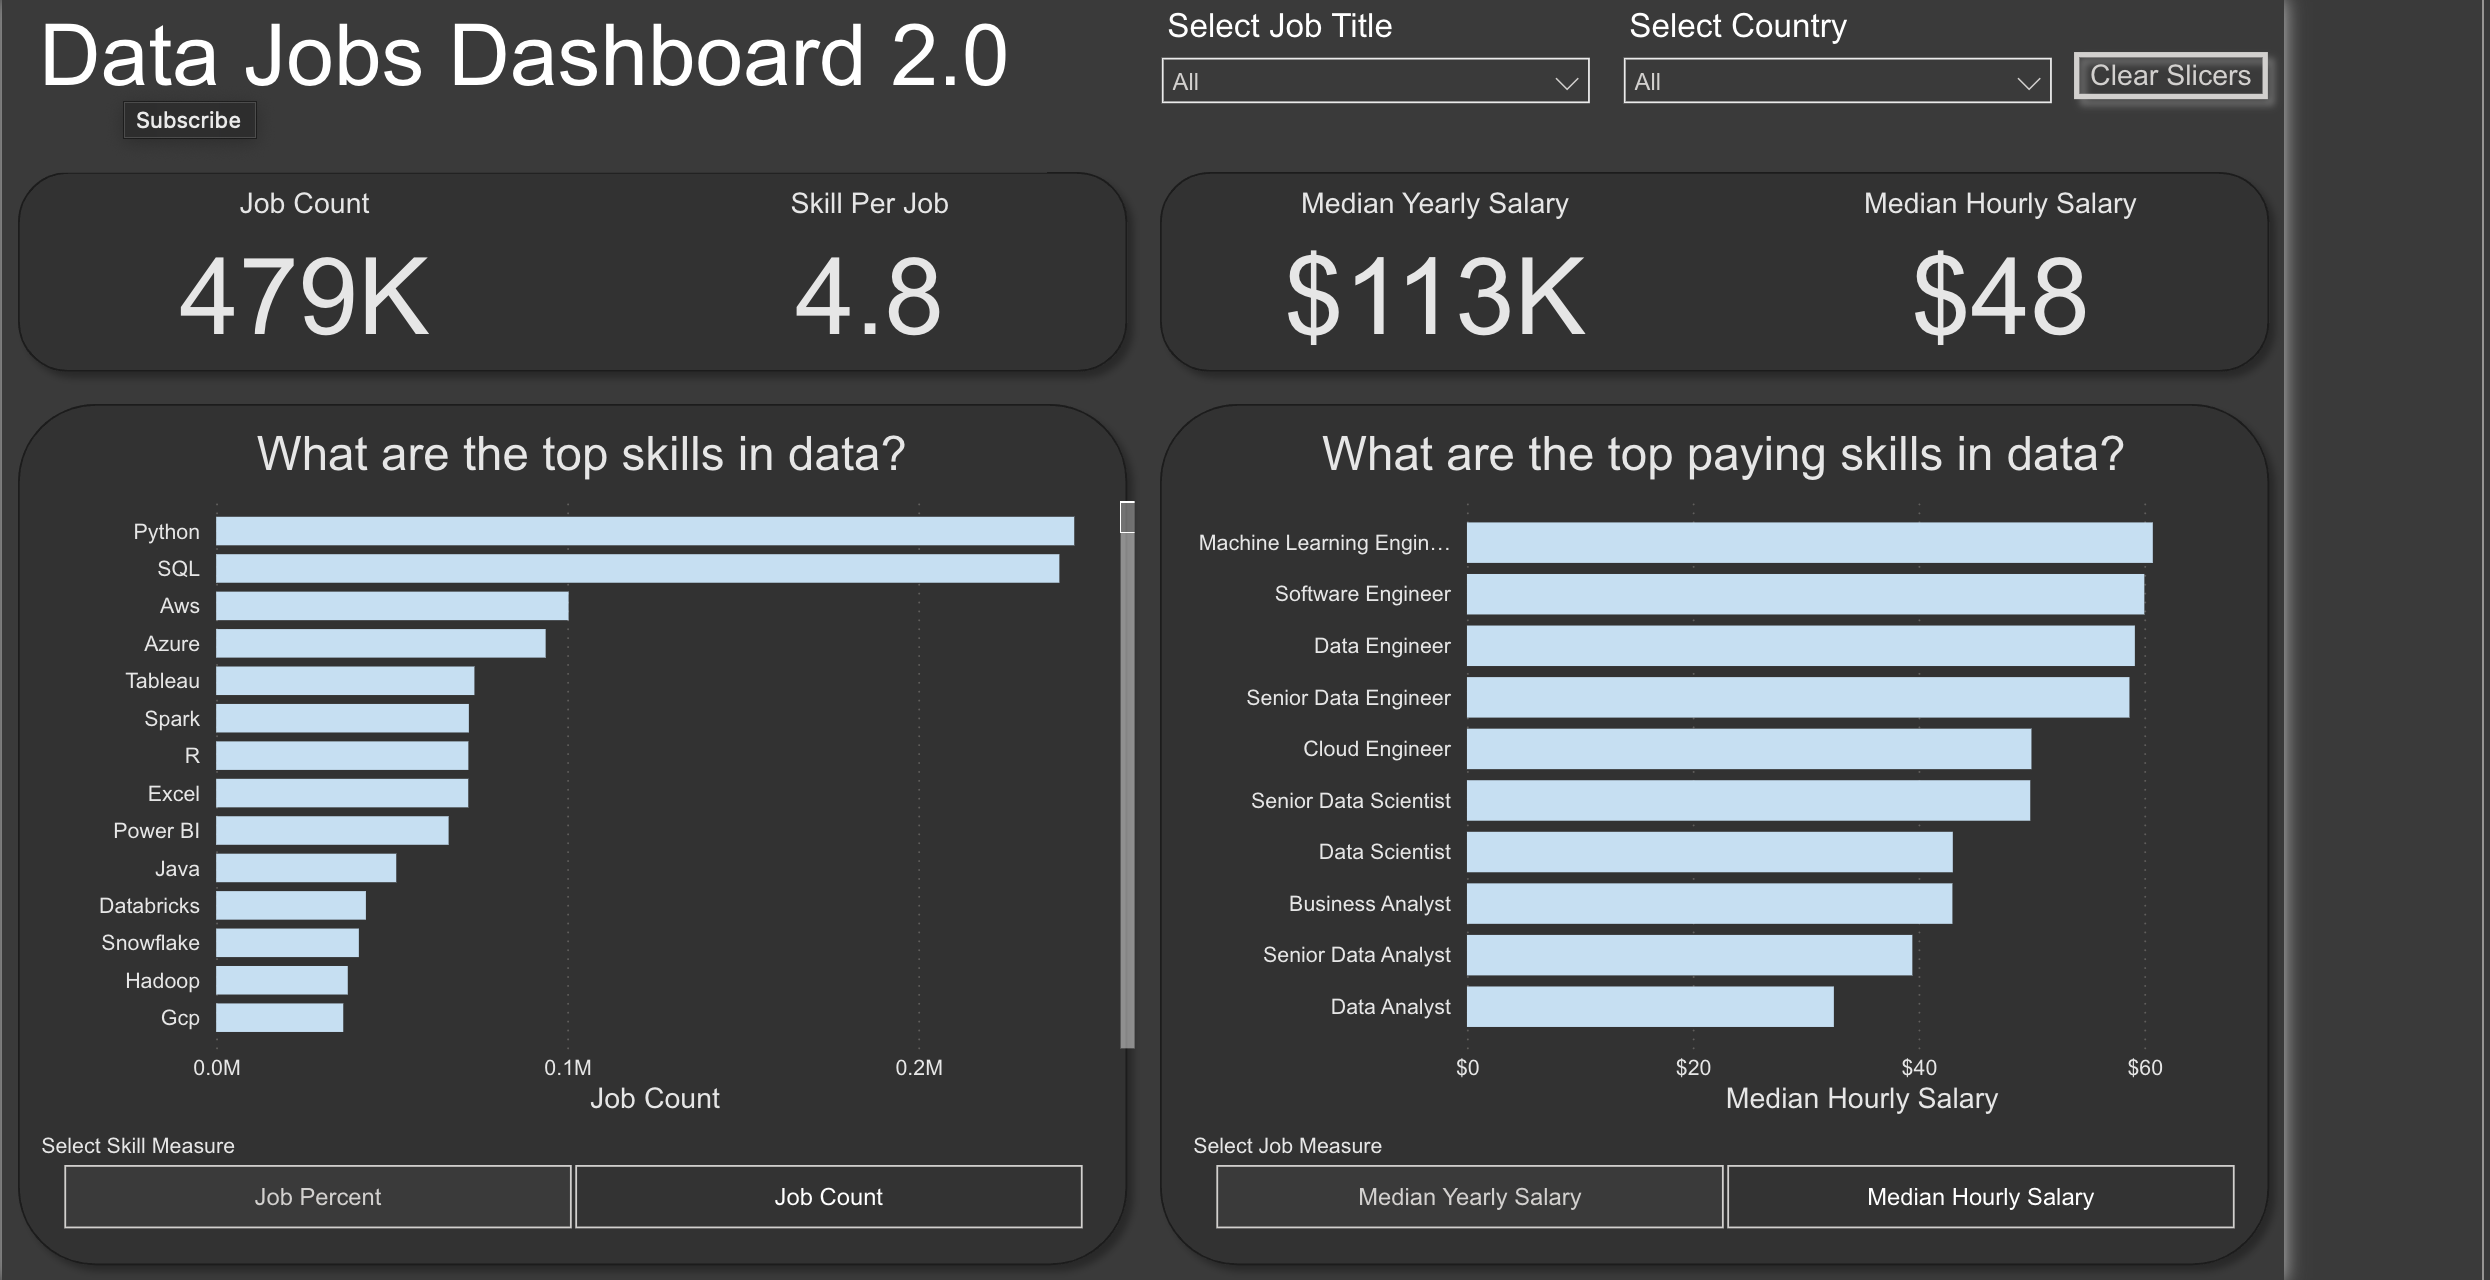 Data Jobs Dashboard 2.0
Subscribe
Select Job Title
All
Select Country
All
Clear Slicers
Job Count
479K
Skill Per Job
4.8
Median Yearly Salary
$113K
Median Hourly Salary
$48
What are the top skills in data?
Python
SQL
Aws
Azure
Tableau
Spark
R
Excel
Power BI
Java
Databricks
Snowflake
Hadoop
Gcp
0.0M 0.1M 0.2M
Job Count
Select Skill Measure
Job Percent
Job Count
What are the top paying skills in data?
Machine Learning Engin…
Software Engineer
Data Engineer
Senior Data Engineer
Cloud Engineer
Senior Data Scientist
Data Scientist
Business Analyst
Senior Data Analyst
Data Analyst
$0 $20 $40 $60
Median Hourly Salary
Select Job Measure
Median Yearly Salary
Median Hourly Salary